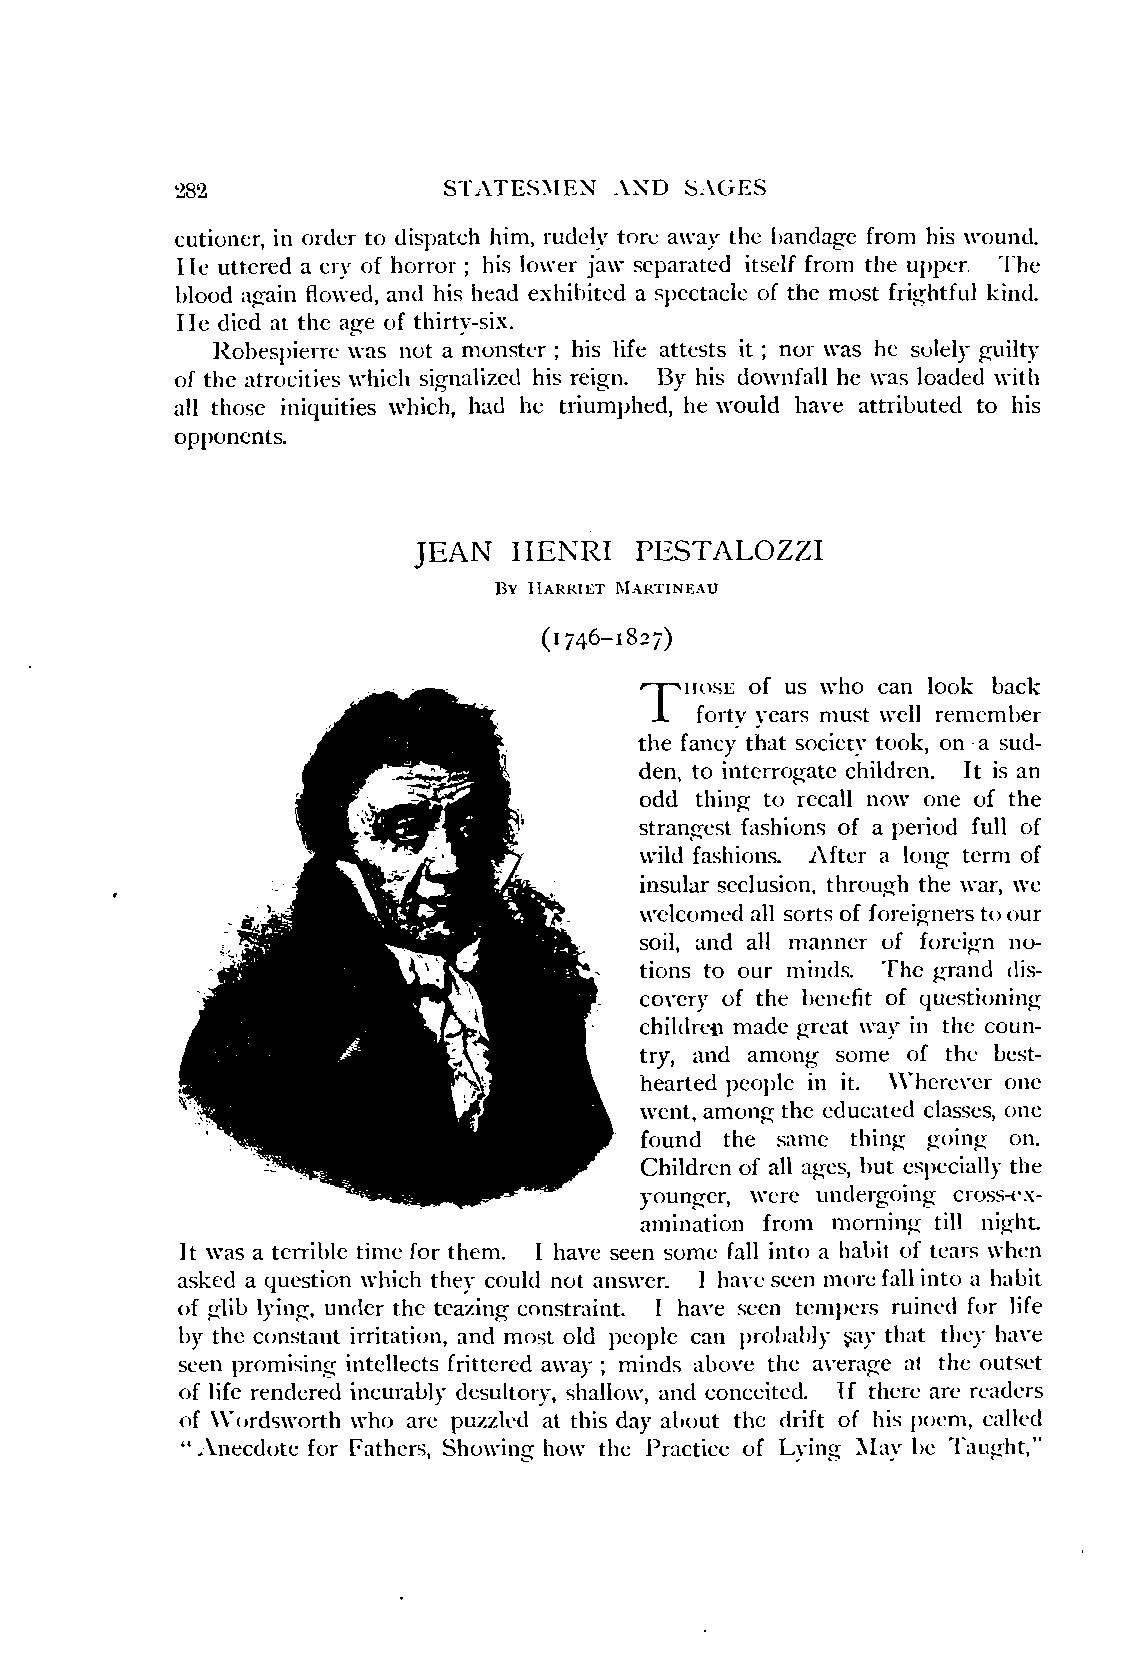 282 STATESMEN AND SAGES
cutioner, in order to dispatch him, rudely tore away the bandage from his wound.
He uttered a cry of horror ; his lower jaw separated itself from the upper. The
blood again flowed, and his head exhibited a spectacle of the most frightful kind.
He died at the age of thirty-six.
Robespierre was not a monster ; his life attests it ; nor was he solely guilty
of the atrocities which signalized his reign. By his downfall he was loaded with
all those iniquities which, had he triumphed, he would have attributed to his
opponents.
JEAN HENRI PESTALOZZI
BY HARRIET MARTINEAU
(1746–1827)
THOSE of us who can look back
forty years must well remember
the fancy that society took, on a sud-
den, to interrogate children. It is an
odd thing to recall now one of the
strangest fashions of a period full of
wild fashions. After a long term of
insular seclusion, through the war, we
welcomed all sorts of foreigners to our
soil, and all manner of foreign no-
tions to our minds. The grand dis-
covery of the benefit of questioning
children made great way in the coun-
try, and among some of the best-
hearted people in it. Wherever one
went, among the educated classes, one
found the same thing going on.
Children of all ages, but especially the
younger, were undergoing cross-ex-
amination from morning till night.
It was a terrible time for them. I have seen some fall into a habit of tears when
asked a question which they could not answer. I have seen more fall into a habit
of glib lying, under the teazing constraint. I have seen tempers ruined for life
by the constant irritation, and most old people can probably say that they have
seen promising intellects frittered away ; minds above the average at the outset
of life rendered incurably desultory, shallow, and conceited. If there are readers
of Wordsworth who are puzzled at this day about the drift of his poem, called
“ Anecdote for Fathers, Showing how the Practice of Lying May be Taught,”